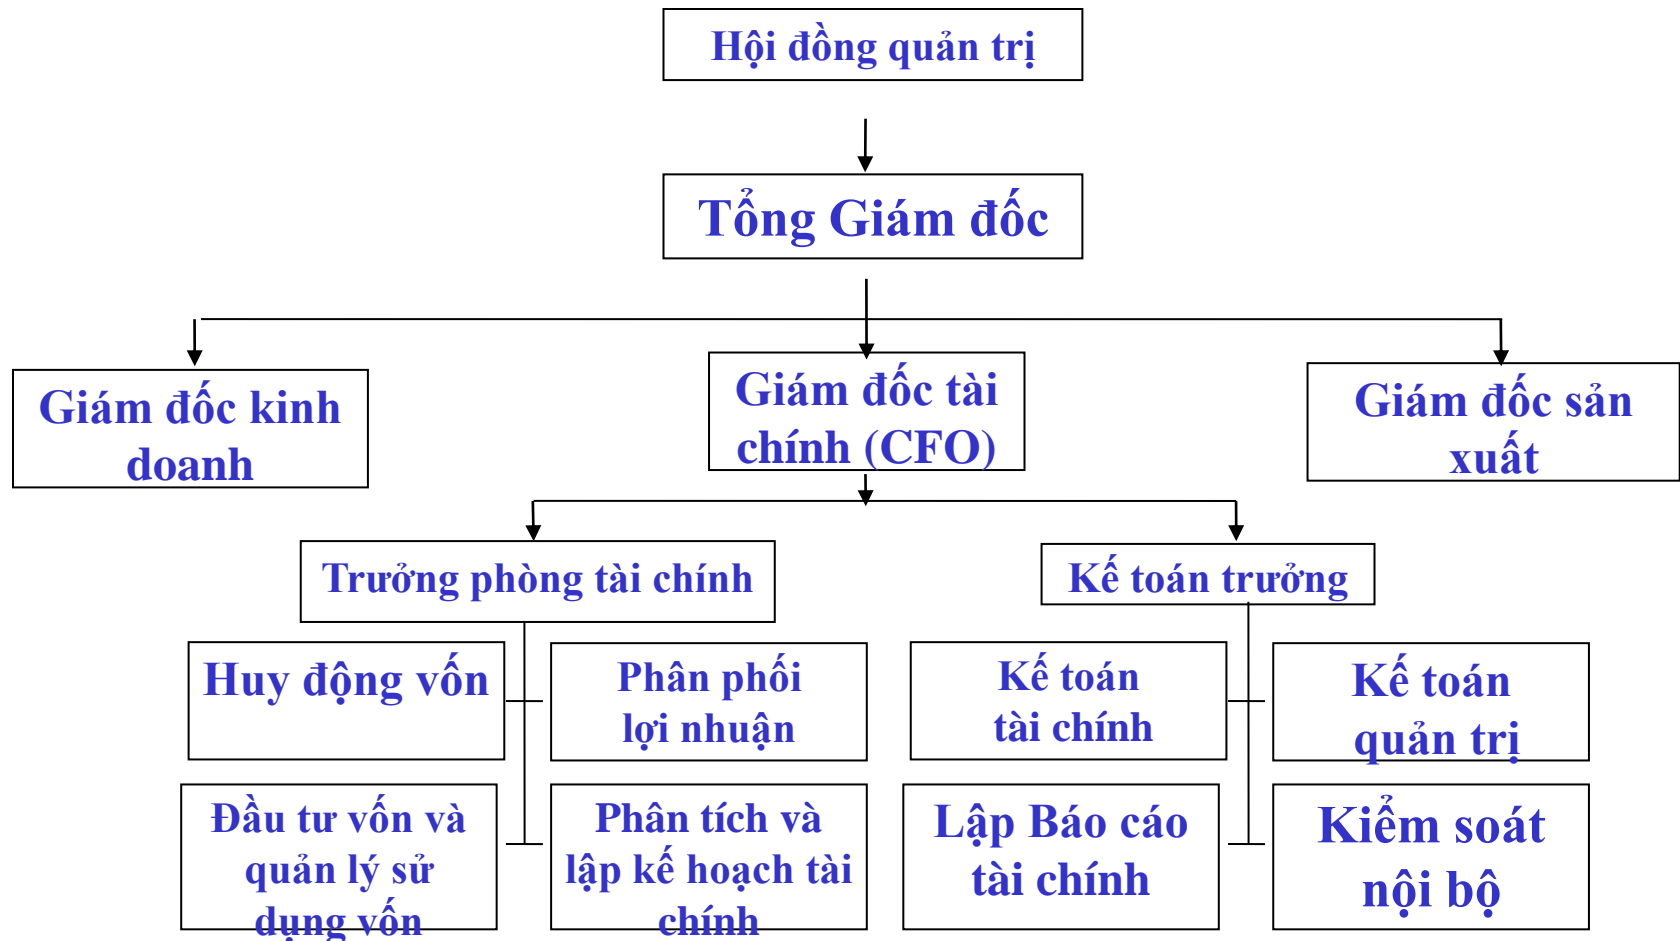 Hội đồng quản trị
Tổng Giám đốc
Giám đốc kinh
doanh
Giám đốc tài
chính (CFO)
Giám đốc sản
xuất
Trưởng phòng tài chính
Kế toán trưởng
Huy động vốn
Phân phối
lợi nhuận
Kế toán
tài chính
Kế toán
quản trị
Đầu tư vốn và
quản lý sử
dụng vốn
Phân tích và
lập kế hoạch tài
chính
Lập Báo cáo
tài chính
Kiểm soát
nội bộ